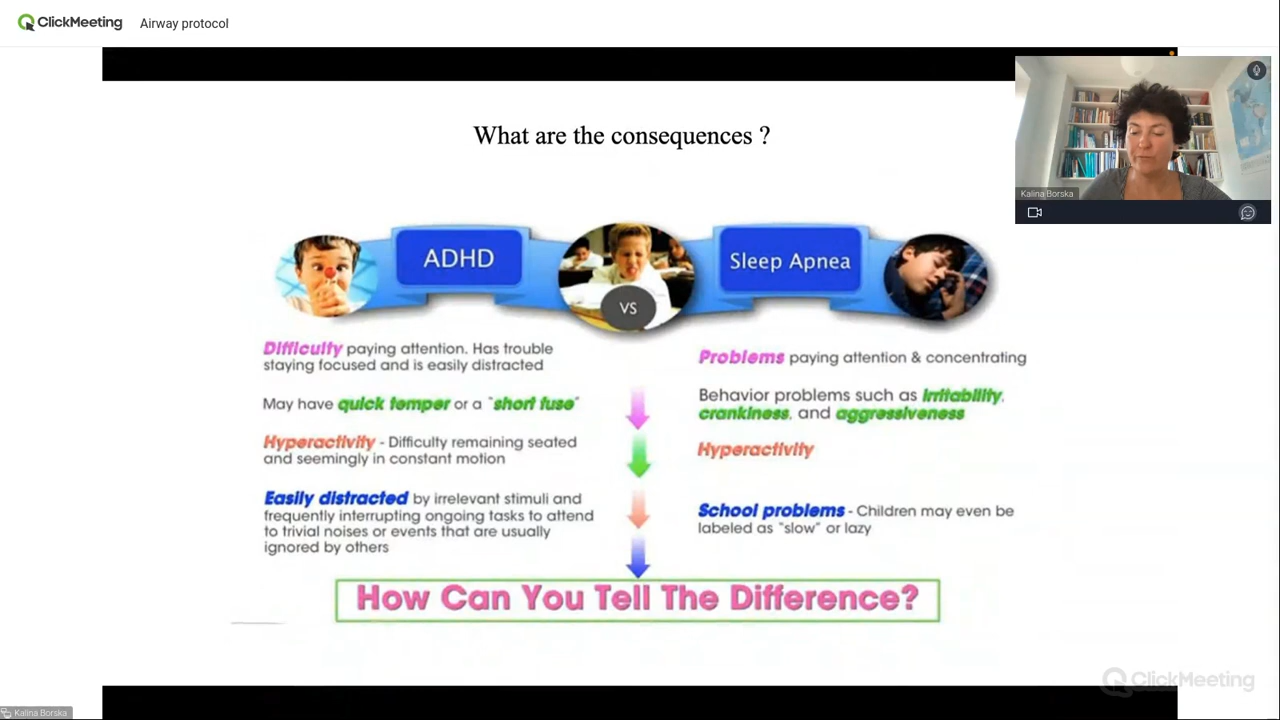 ClickMeeting Airway protocol
What are the consequences ?
Kalina Borska
ADHD
VS
Sleep Apnea
Difficulty paying attention. Has trouble
staying focused and is easily distracted
May have quick temper or a "short fuse"
Hyperactivity - Difficulty remaining seated
and seemingly in constant motion
Easily distracted by irrelevant stimuli and
frequently interrupting ongoing tasks to attend
to trivial noises or events that are usually
ignored by others
Problems paying attention & concentrating
Behavior problems such as irritability,
crankiness, and aggressiveness
Hyperactivity
School problems - Children may even be
labeled as "slow" or lazy
How Can You Tell The Difference?
ClickMeeting
Kalina Borska